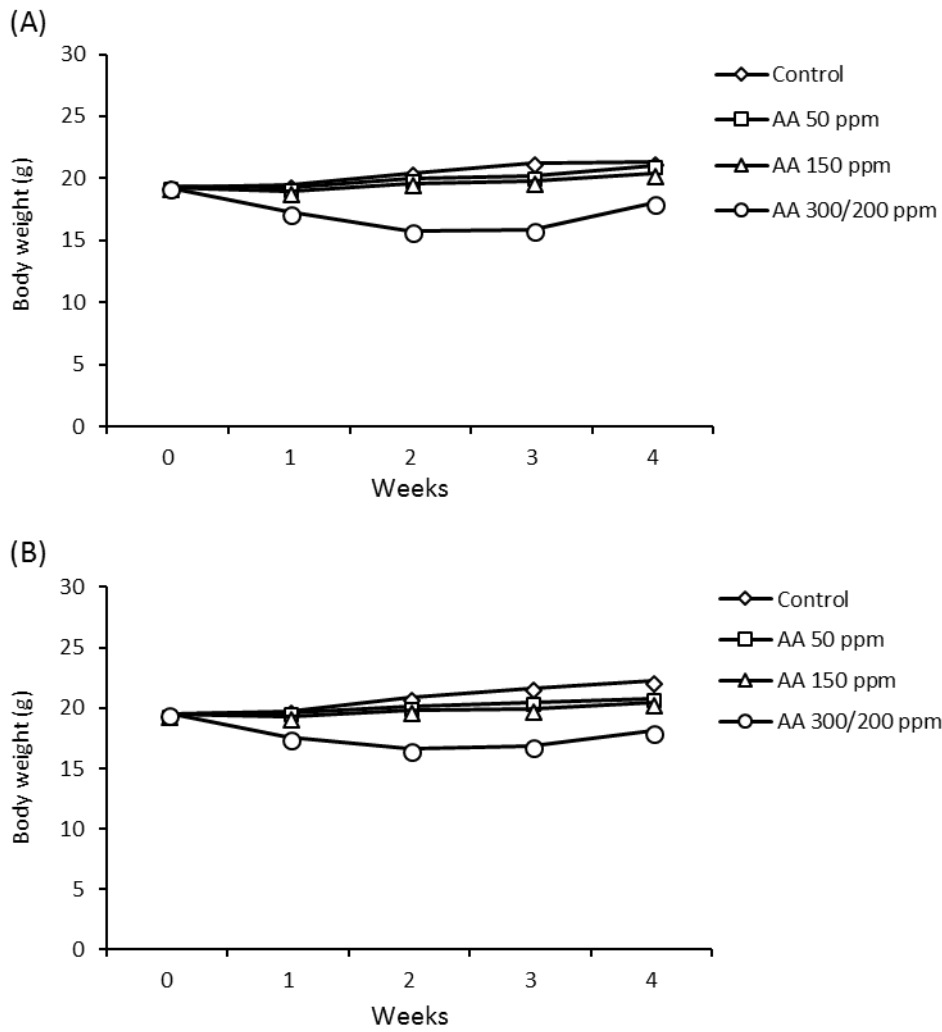 (A)
30
25
20
15
10
5
0
Body weight (g)
0 1 2 3 4
Weeks
Control
AA 50 ppm
AA 150 ppm
AA 300/200 ppm
(B)
30
25
20
15
10
5
0
Body weight (g)
0 1 2 3 4
Weeks
Control
AA 50 ppm
AA 150 ppm
AA 300/200 ppm